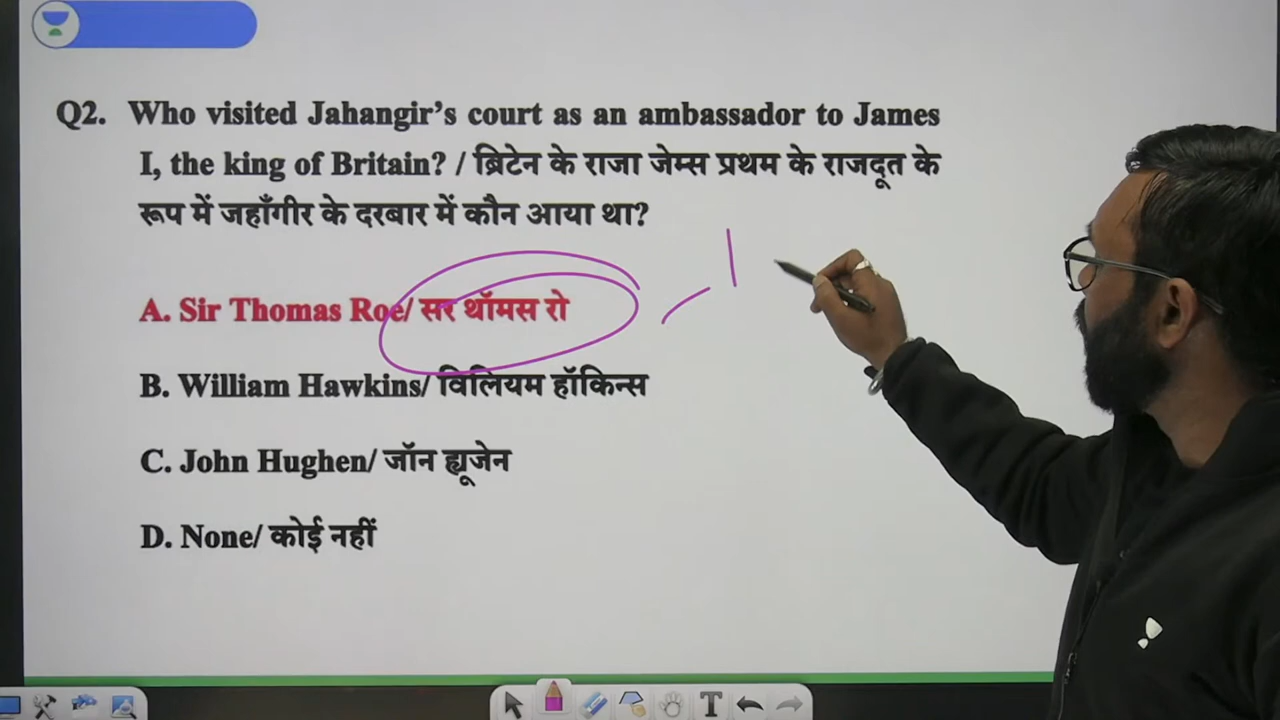 Q2. Who visited Jahangir's court as an ambassador to James
I, the king of Britain? / ब्रिटेन के राजा जेम्स प्रथम के राजदूत के
रूप में जहाँगीर के दरबार में कौन आया था?
A. Sir Thomas Roe/ सर थॉमस रो
B. William Hawkins/ विलियम हॉकिन्स
C. John Hughen/ जॉन ह्यूजेन
D. None/ कोई नहीं
T